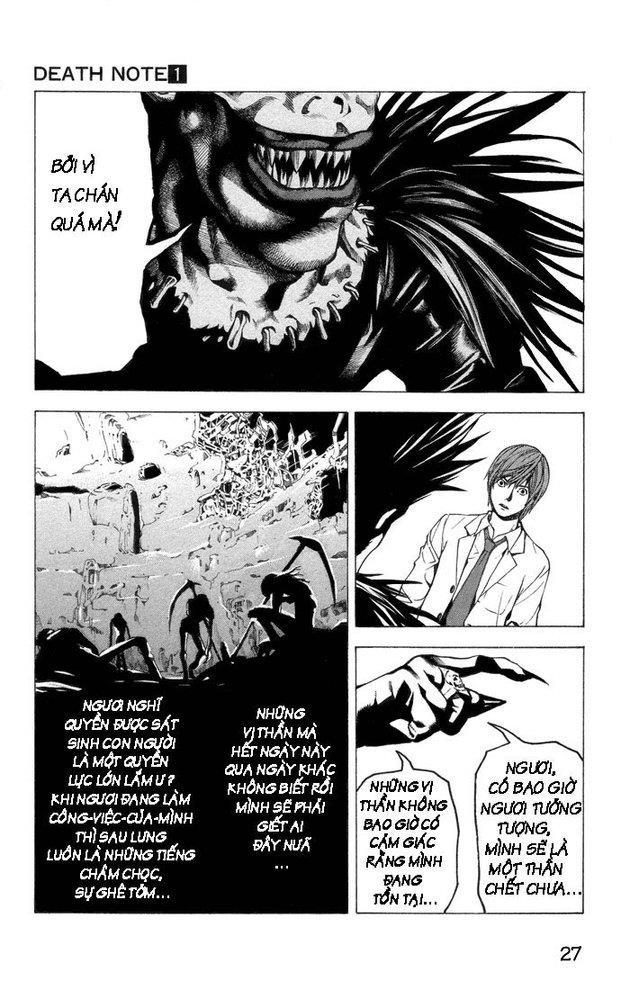 DEATH NOTE 1
BỞI VÌ
TA CHÁN
QUÁ MÀ!
NGƯƠI,
CÓ BAO GIỜ
NGƯƠI TƯỞNG
TƯỢNG,
MÌNH SẼ LÀ
MỘT THẦN
CHẾT CHƯA...
NHỮNG VỊ
THẦN KHÔNG
BAO GIỜ CÓ
CẢM GIÁC
RẰNG MÌNH
ĐANG
TỒN TẠI...
NHỮNG
VỊ THẦN MÀ
HẾT NGÀY NÀY
QUA NGÀY KHÁC
KHÔNG BIẾT RỒI
MÌNH SẼ PHẢI
GIẾT AI
ĐÂY NUÃ
...
NGƯƠI NGHĨ
QUYỀN ĐƯỢC SÁT
SINH CON NGƯỜI
LÀ MỘT QUYỀN
LỰC LỚN LẮM Ư?
KHI NGƯƠI ĐANG LÀM
CÔNG-VIỆC-CỦA-MÌNH
THÌ SAU LƯNG
LUÔN LÀ NHỮNG TIẾNG
CHÂM CHỌC,
SỰ GHÊ TỞM...
27